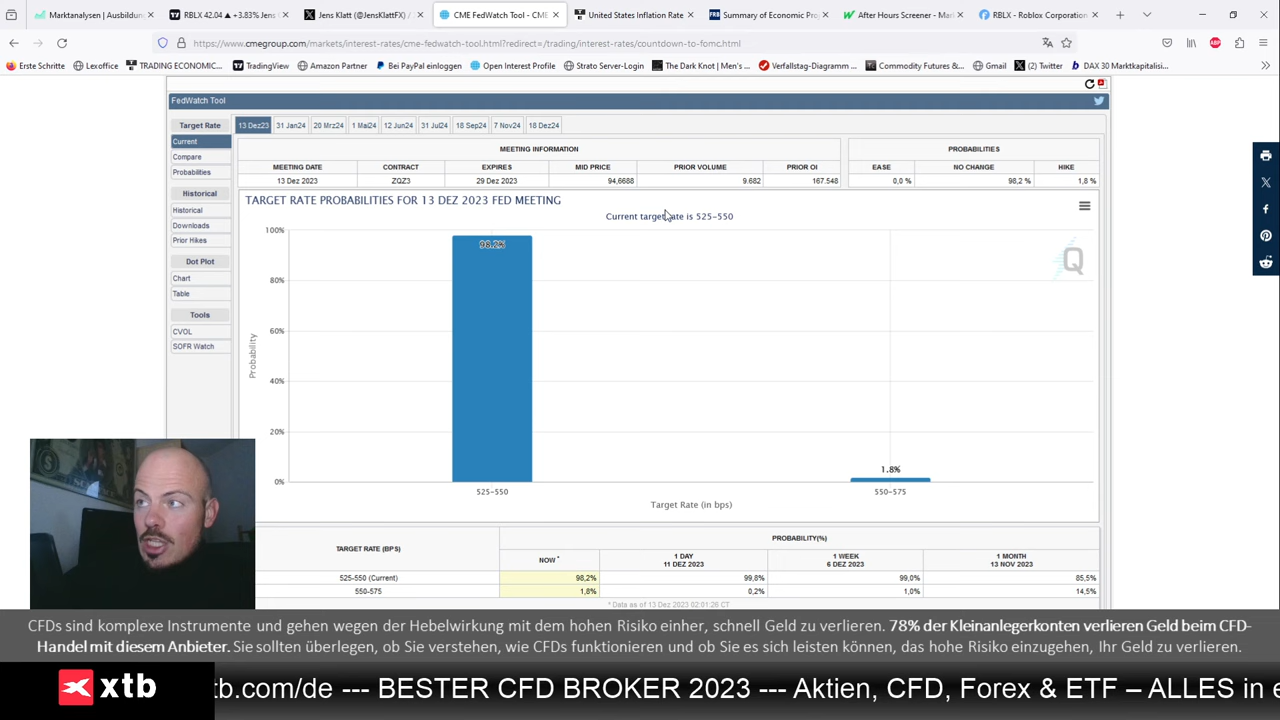 Marktanalysen | Ausbildun
RBLX 42.04 ▲ +3.83% Jens
Jens Klatt (@JensKlattFX) /
CME FedWatch Tool - CME
United States Inflation Rate
Summary of Economic Proj
After Hours Screener - Mar
RBLX - Roblox Corporation
https://www.cmegroup.com/markets/interest-rates/cme-fedwatch-tool.html?redirect=/trading/interest-rates/countdown-to-fomc.html
Erste Schritte
Lexoffice
TRADING ECONOMIC...
TradingView
Amazon Partner
Bei PayPal einloggen
Open Interest Profile
Strato Server-Login
The Dark Knot | Men's ...
Verfallstag-Diagramm ...
Commodity Futures &...
Gmail
(2) Twitter
DAX 30 Marktkapitalisi...
FedWatch Tool
Target Rate
Current
Compare
Probabilities
Historical
Historical
Downloads
Prior Hikes
Dot Plot
Chart
Table
Tools
CVOL
SOFR Watch
13 Dez23 31 Jan24 20 Mrz24 1 Mai24 12 Jun24 31 Jul24 18 Sep24 7 Nov24 18 Dez24
MEETING INFORMATION
MEETING DATE CONTRACT EXPIRES MID PRICE PRIOR VOLUME PRIOR OI
13 Dez 2023 ZQZ3 29 Dez 2023 94,6688 9.682 167.548
PROBABILITIES
EASE NO CHANGE HIKE
0,0 % 98,2 % 1,8 %
TARGET RATE PROBABILITIES FOR 13 DEZ 2023 FED MEETING
Current target rate is 525-550
100%
80%
60%
40%
20%
0%
Probability
98.2%
1.8%
Q
525-550
550-575
Target Rate (in bps)
TARGET RATE (BPS)
PROBABILITY(%)
NOW *
1 DAY
11 DEZ 2023
1 WEEK
6 DEZ 2023
1 MONTH
13 NOV 2023
525-550 (Current) 98,2% 99,8% 99,0% 85,5%
550-575 1,8% 0,2% 1,0% 14,5%
* Data as of 13 Dez 2023 02:01:26 CT
CFDs sind komplexe Instrumente und gehen wegen der Hebelwirkung mit dem hohen Risiko einher, schnell Geld zu verlieren. 78% der Kleinanlegerkonten verlieren Geld beim CFD-
Handel mit diesem Anbieter. Sie sollten überlegen, ob Sie verstehen, wie CFDs funktionieren und ob Sie es sich leisten können, das hohe Risiko einzugehen, Ihr Geld zu verlieren.
xtb
tb.com/de --- BESTER CFD BROKER 2023 --- Aktien, CFD, Forex & ETF – ALLES in e